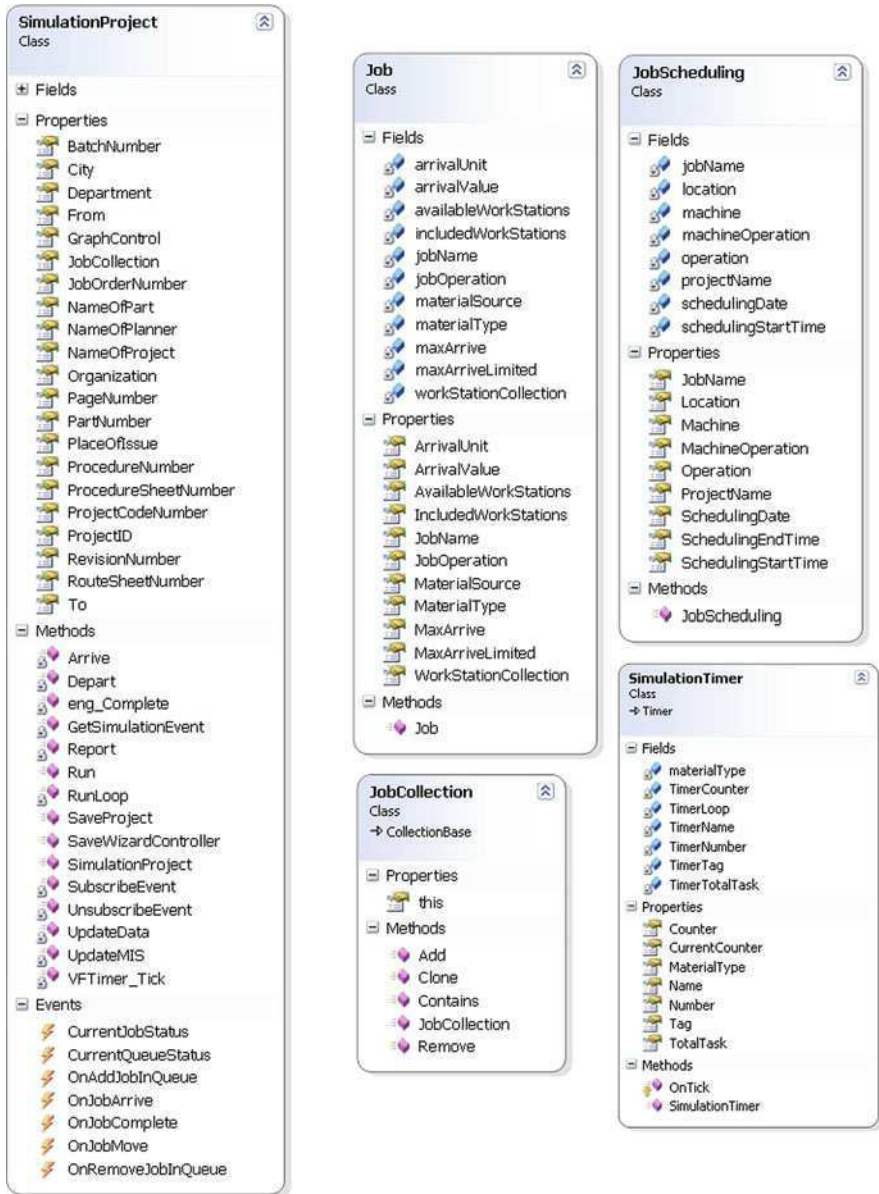 SimulationProject
Class
Fields
Properties
BatchNumber
City
Department
From
GraphControl
JobCollection
JobOrderNumber
NameOfPart
NameOfPlanner
NameOfProject
Organization
PageNumber
PartNumber
PlaceOfIssue
ProcedureNumber
ProcedureSheetNumber
ProjectCodeNumber
ProjectID
RevisionNumber
RouteSheetNumber
To
Methods
Arrive
Depart
eng_Complete
GetSimulationEvent
Report
Run
RunLoop
SaveProject
SaveWizardController
SimulationProject
SubscribeEvent
UnsubscribeEvent
UpdateData
UpdateMIS
VFTimer_Tick
Events
CurrentJobStatus
CurrentQueueStatus
OnAddJobInQueue
OnJobArrive
OnJobComplete
OnJobMove
OnRemoveJobInQueue
Job
Class
Fields
arrivalUnit
arrivalValue
availableWorkStations
includedWorkStations
jobName
jobOperation
materialSource
materialType
maxArrive
maxArriveLimited
workStationCollection
Properties
ArrivalUnit
ArrivalValue
AvailableWorkStations
IncludedWorkStations
JobName
JobOperation
MaterialSource
MaterialType
MaxArrive
MaxArriveLimited
WorkStationCollection
Methods
Job
JobCollection
Class
CollectionBase
Properties
this
Methods
Add
Clone
Contains
JobCollection
Remove
JobScheduling
Class
Fields
jobName
location
machine
machineOperation
operation
projectName
schedulingDate
schedulingStartTime
Properties
JobName
Location
Machine
MachineOperation
Operation
ProjectName
SchedulingDate
SchedulingEndTime
SchedulingStartTime
Methods
JobScheduling
SimulationTimer
Class
Timer
Fields
materialType
TimerCounter
TimerLoop
TimerName
TimerNumber
TimerTag
TimerTotalTask
Properties
Counter
CurrentCounter
MaterialType
Name
Number
Tag
TotalTask
Methods
OnTick
SimulationTimer